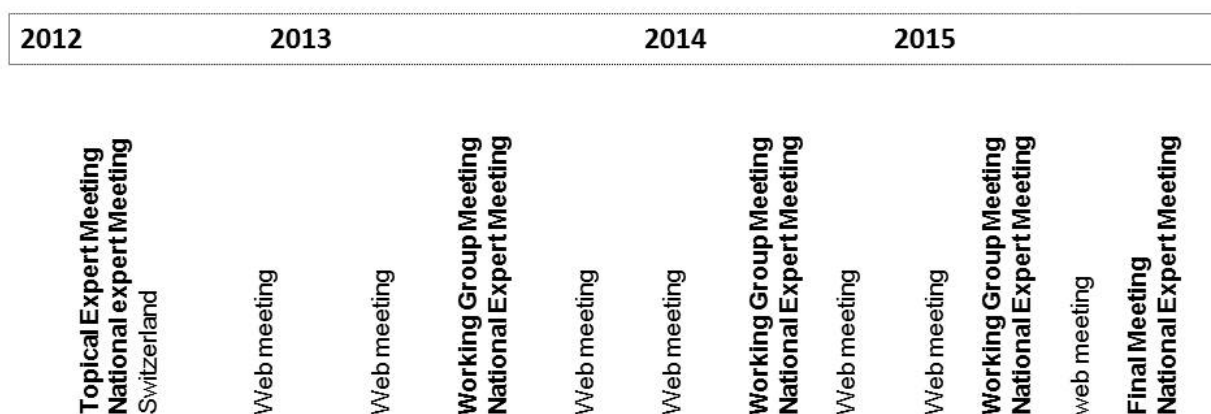 2012 2013 2014 2015
Topical Expert Meeting
National expert Meeting
Switzerland
Web meeting
Web meeting
Working Group Meeting
National Expert Meeting
Web meeting
Web meeting
Working Group Meeting
National Expert Meeting
Web meeting
Web meeting
Working Group Meeting
National Expert Meeting
web meeting
Final Meeting
National Expert Meeting